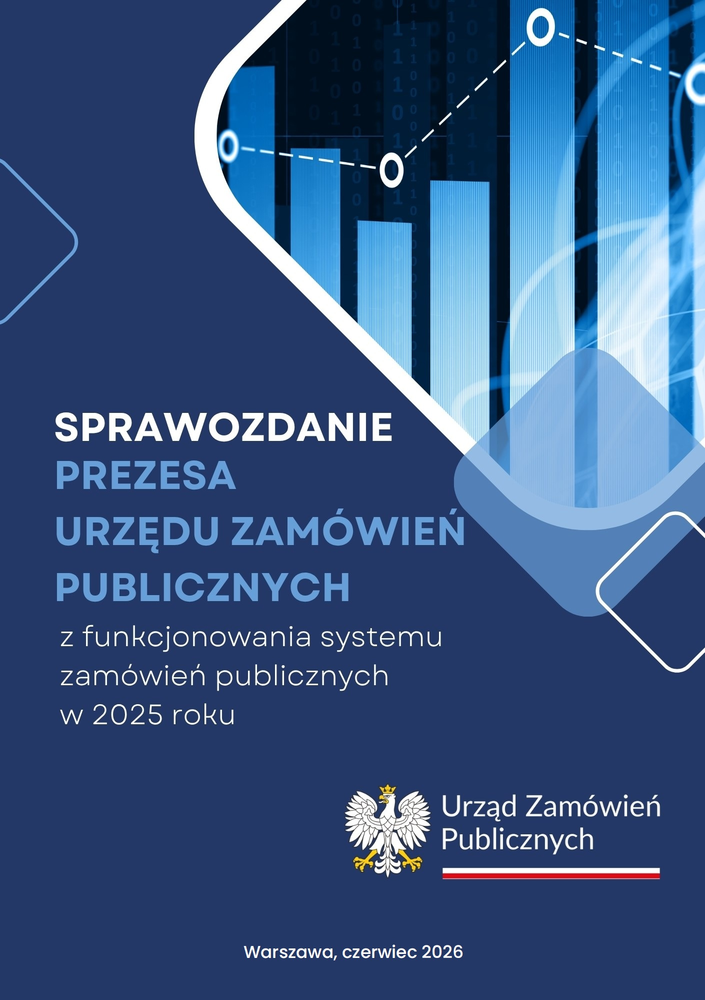 SPRAWOZDANIE
PREZESA
URZĘDU ZAMÓWIEŃ
PUBLICZNYCH
z funkcjonowania systemu
zamówień publicznych
w 2025 roku
Urząd Zamówień
Publicznych
Warszawa, czerwiec 2026